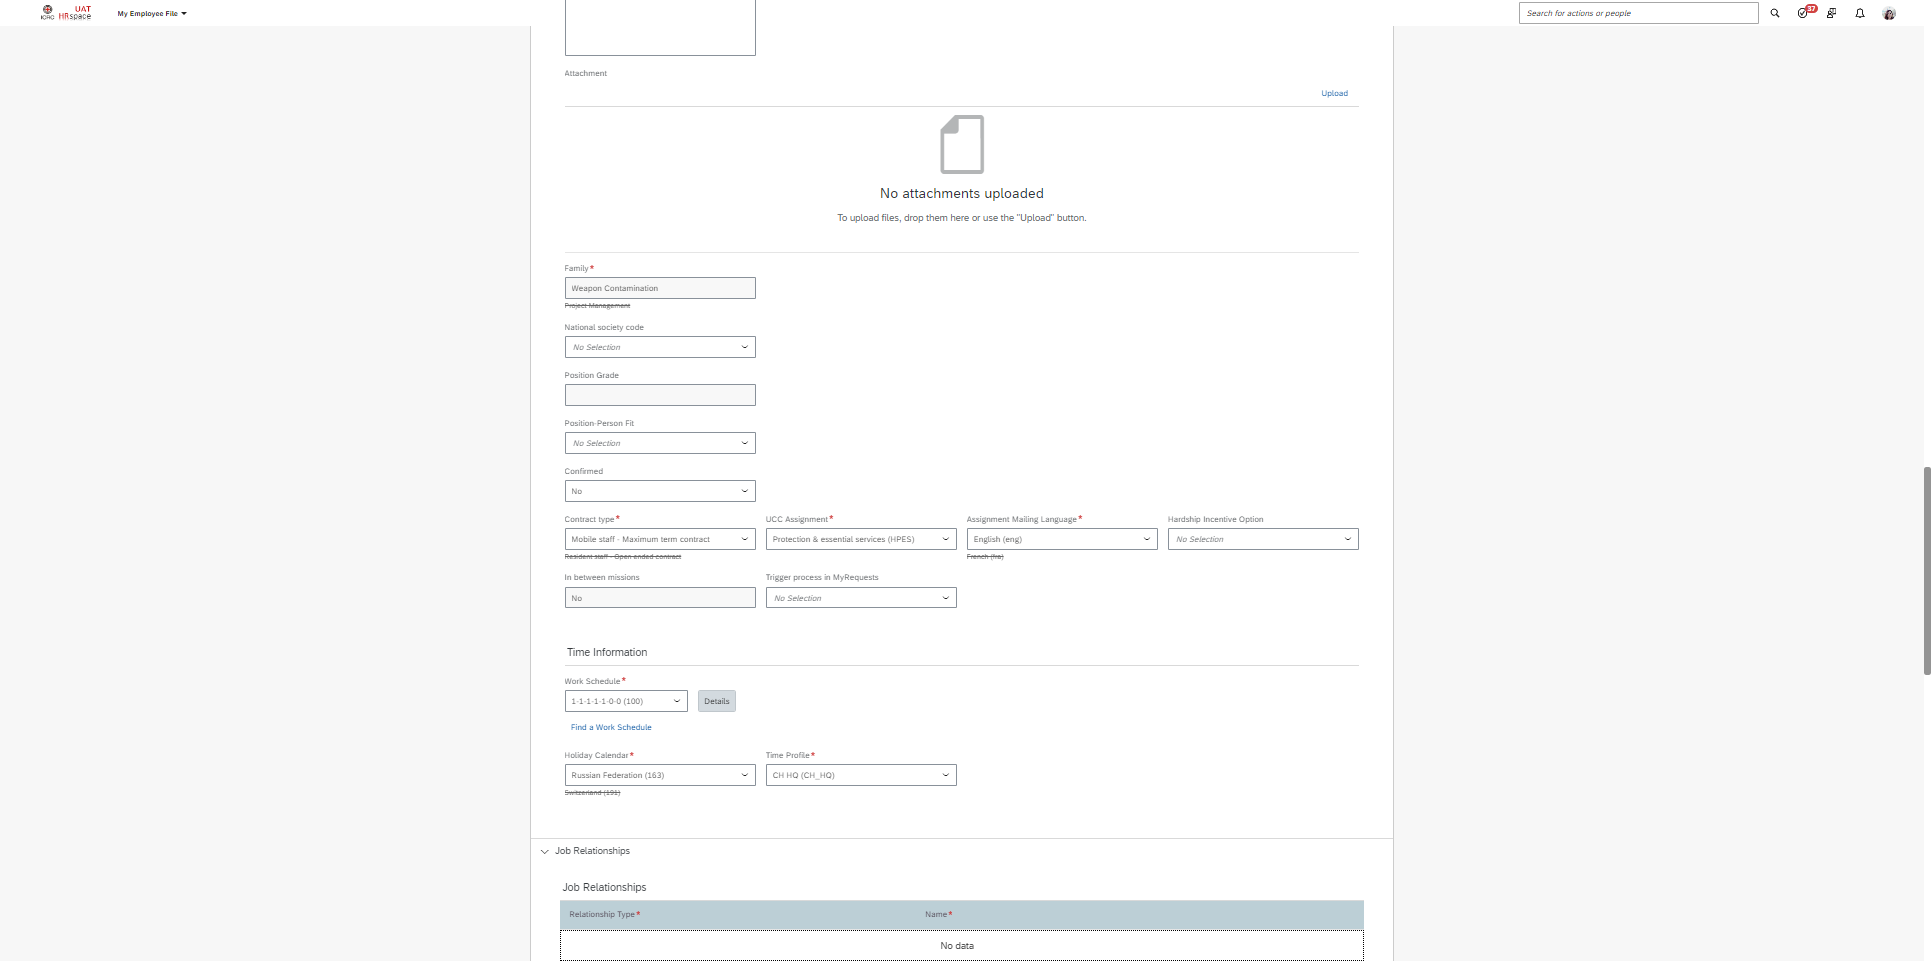 ICRC
UAT
HRspace
My Employee File
Search for actions or people
37
Attachment
Upload
No attachments uploaded
To upload files, drop them here or use the "Upload" button.
Family*
Weapon Contamination
Project Management
National society code
No Selection
Position Grade
Position-Person Fit
No Selection
Confirmed
No
Contract type* UCC Assignment* Assignment Mailing Language* Hardship Incentive Option
Mobile staff - Maximum term contract Protection & essential services (HPES) English (eng) No Selection
Resident staff - Open ended contract French (fra)
In between missions Trigger process in MyRequests
No No Selection
Time Information
Work Schedule*
1-1-1-1-1-0-0 (100) Details
Find a Work Schedule
Holiday Calendar* Time Profile*
Russian Federation (163) CH HQ (CH_HQ)
Switzerland (191)
Job Relationships
Job Relationships
Relationship Type* Name*
No data